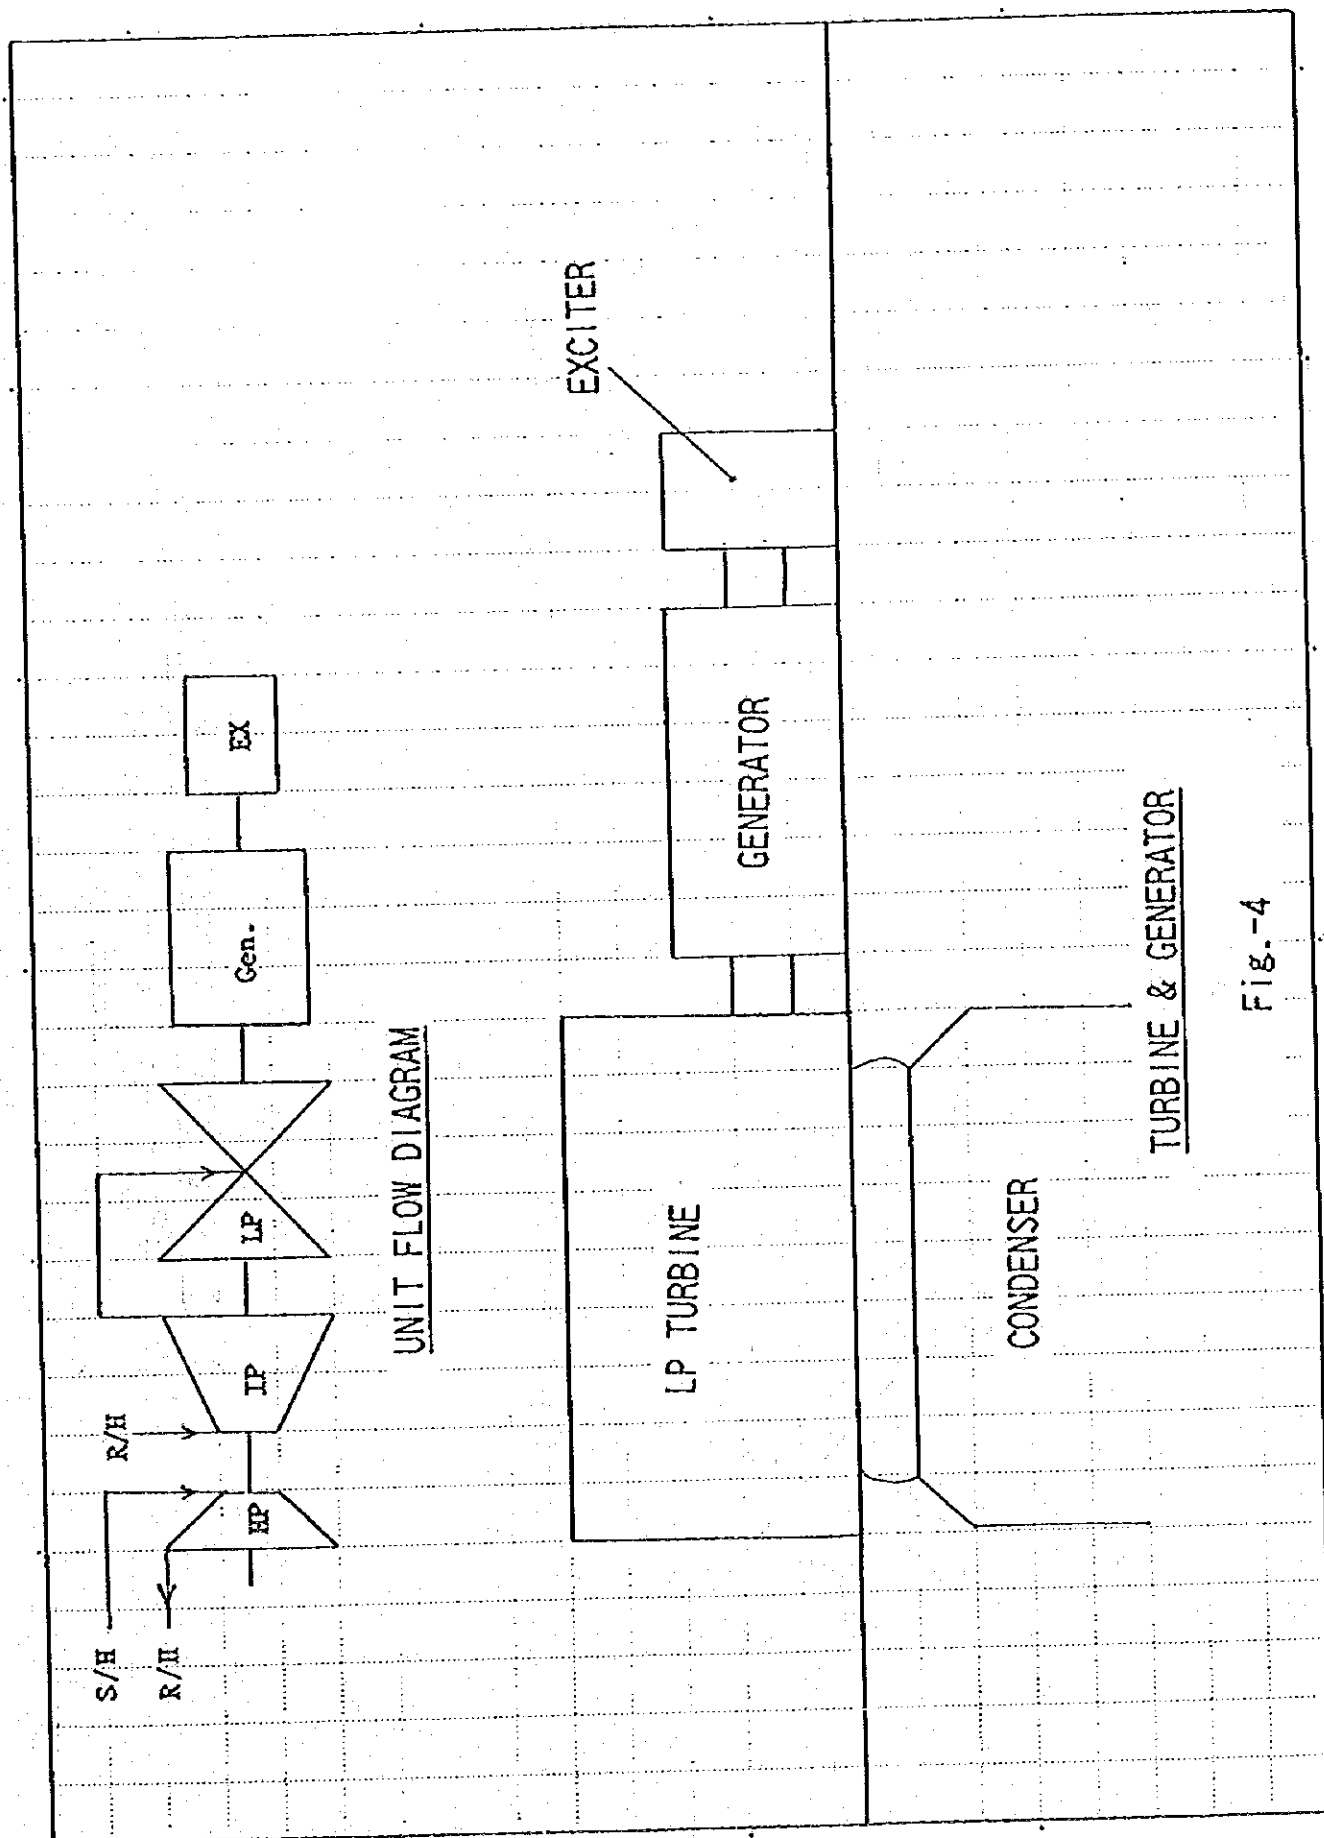 S/H
R/H
R/H
HP
IP
LP
Gen.
EX
UNIT FLOW DIAGRAM
EXCITER
LP TURBINE
GENERATOR
CONDENSER
TURBINE & GENERATOR
Fig.-4